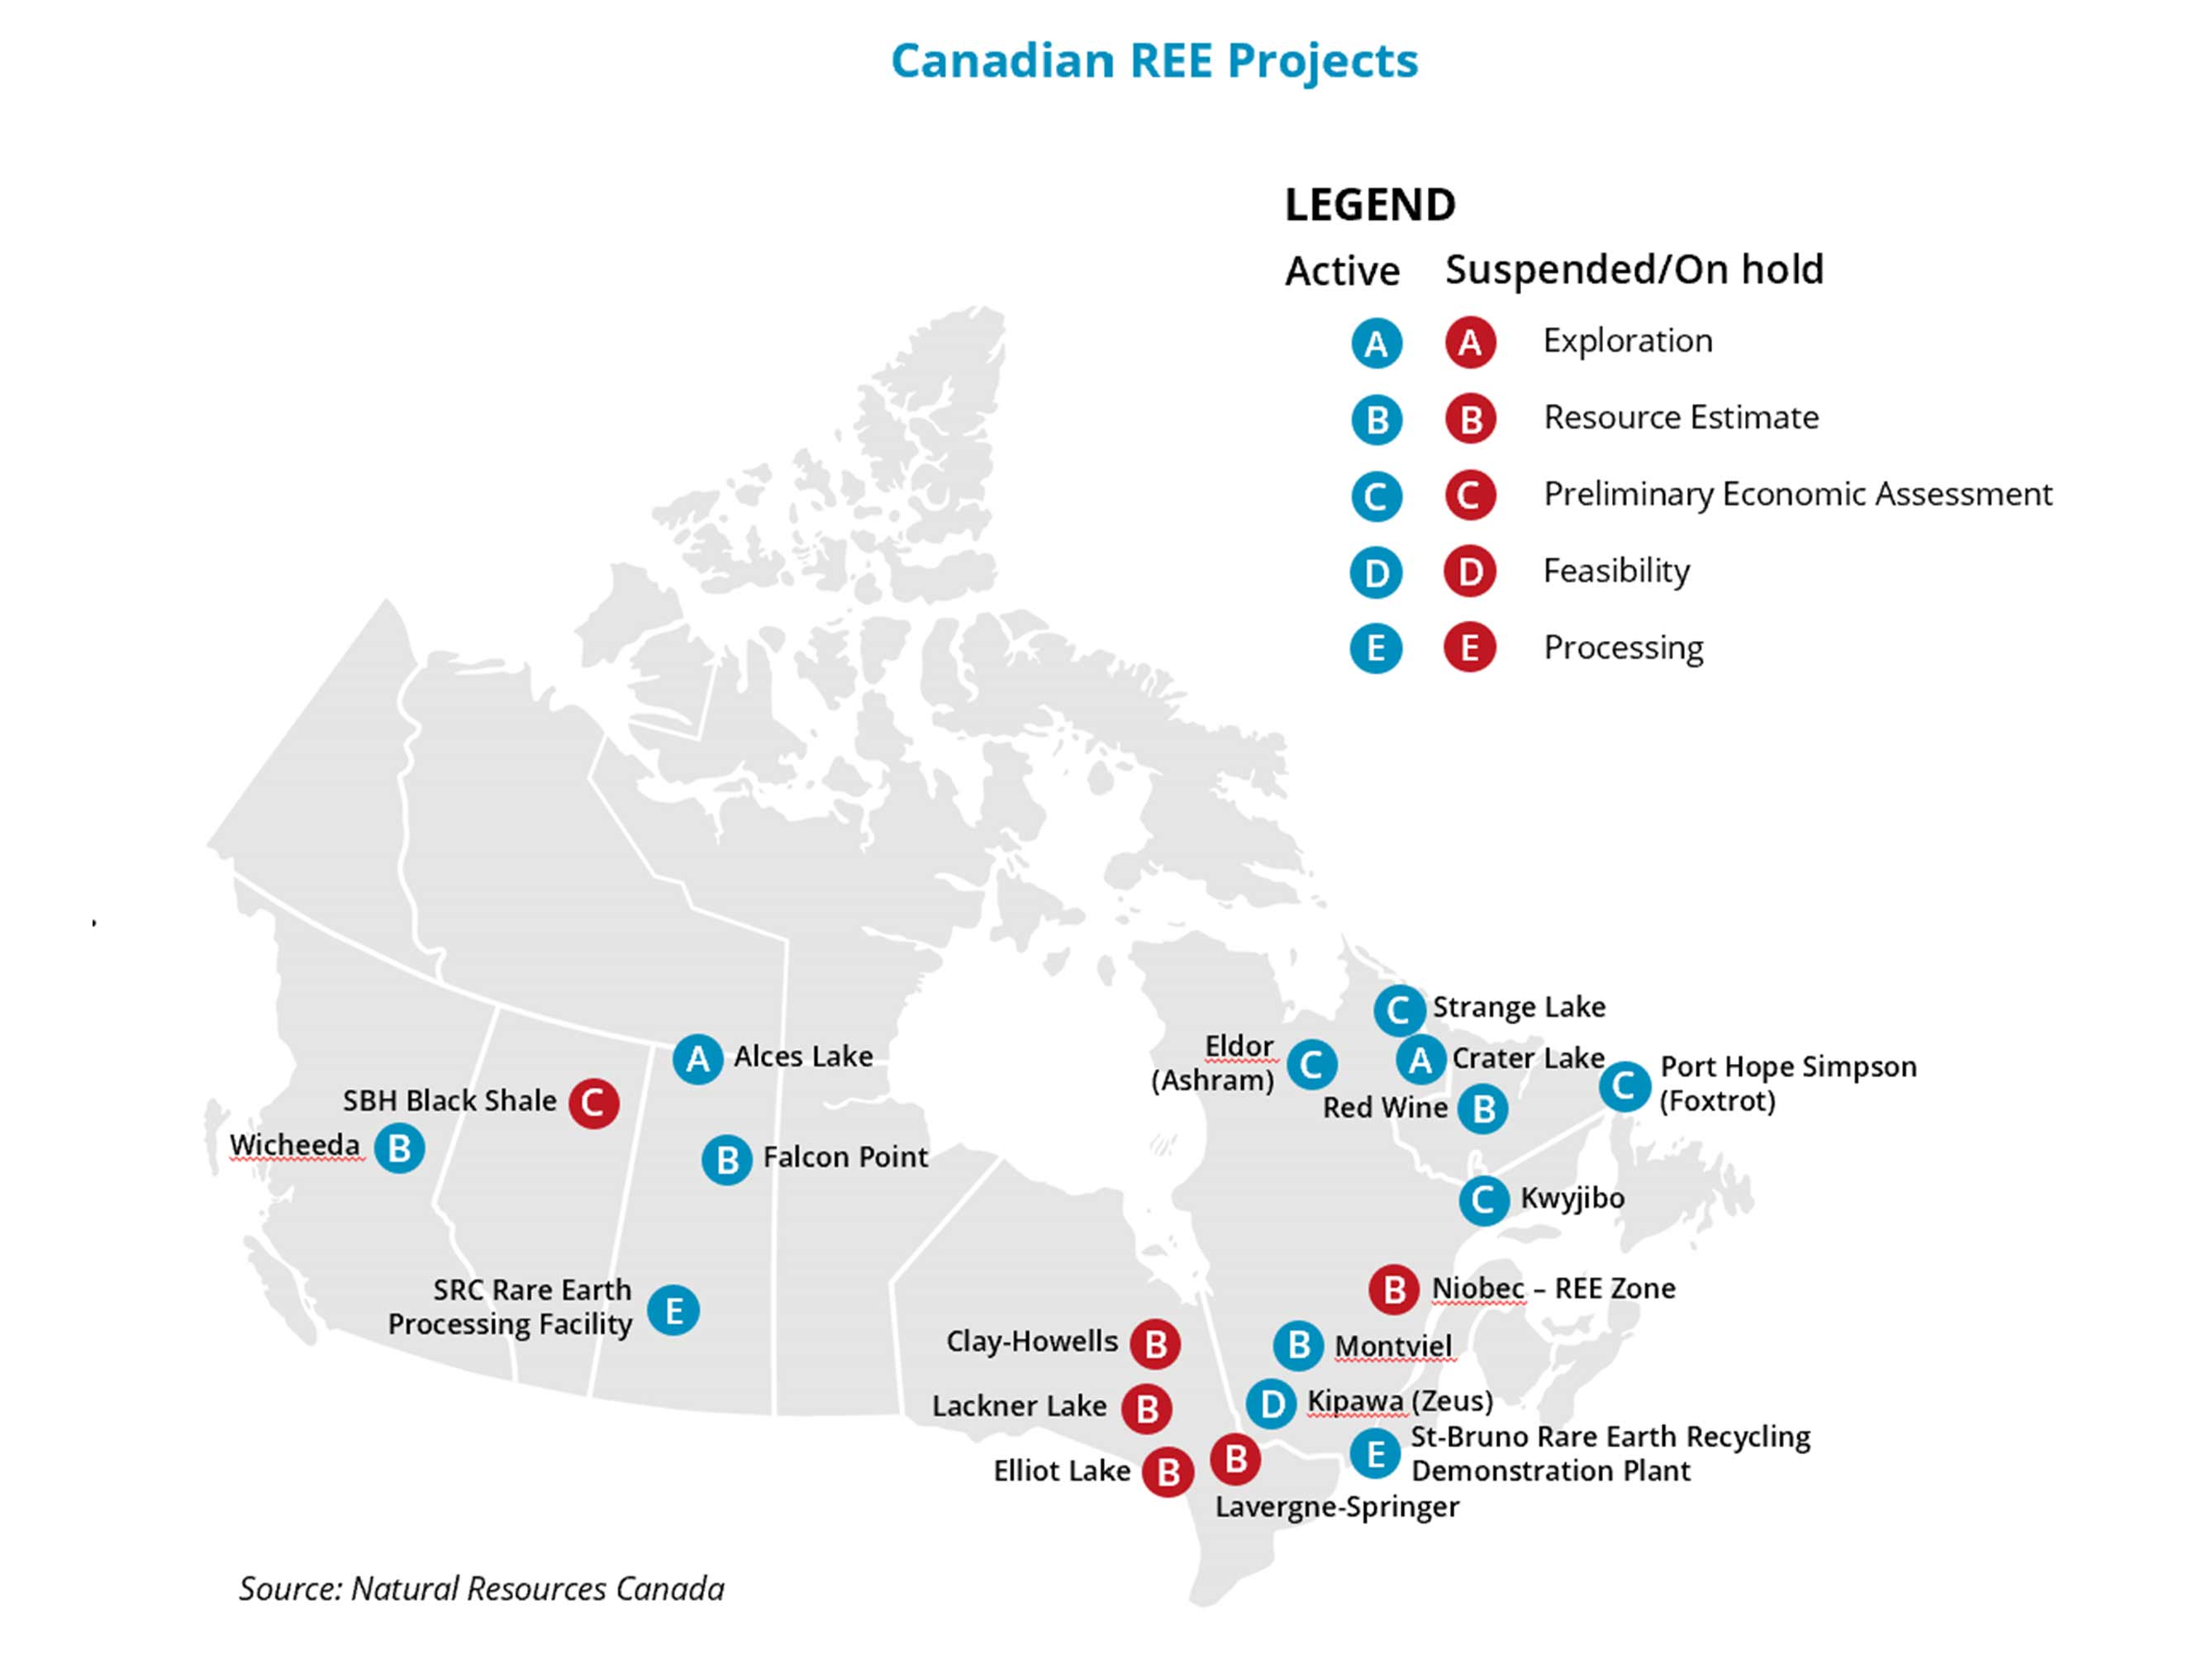 Canadian REE Projects
LEGEND
Active Suspended/On hold
A A Exploration
B B Resource Estimate
C C Preliminary Economic Assessment
D D Feasibility
E E Processing
C Strange Lake
Eldor
(Ashram) C
A Crater Lake
C Port Hope Simpson
(Foxtrot)
Red Wine B
A Alces Lake
SBH Black Shale C
Wicheeda B
B Falcon Point
C Kwyjibo
SRC Rare Earth
Processing Facility E
B Niobec – REE Zone
Clay-Howells B
B Montviel
Lackner Lake B
D Kipawa (Zeus)
E St-Bruno Rare Earth Recycling
Demonstration Plant
Elliot Lake B
B
Lavergne-Springer
Source: Natural Resources Canada